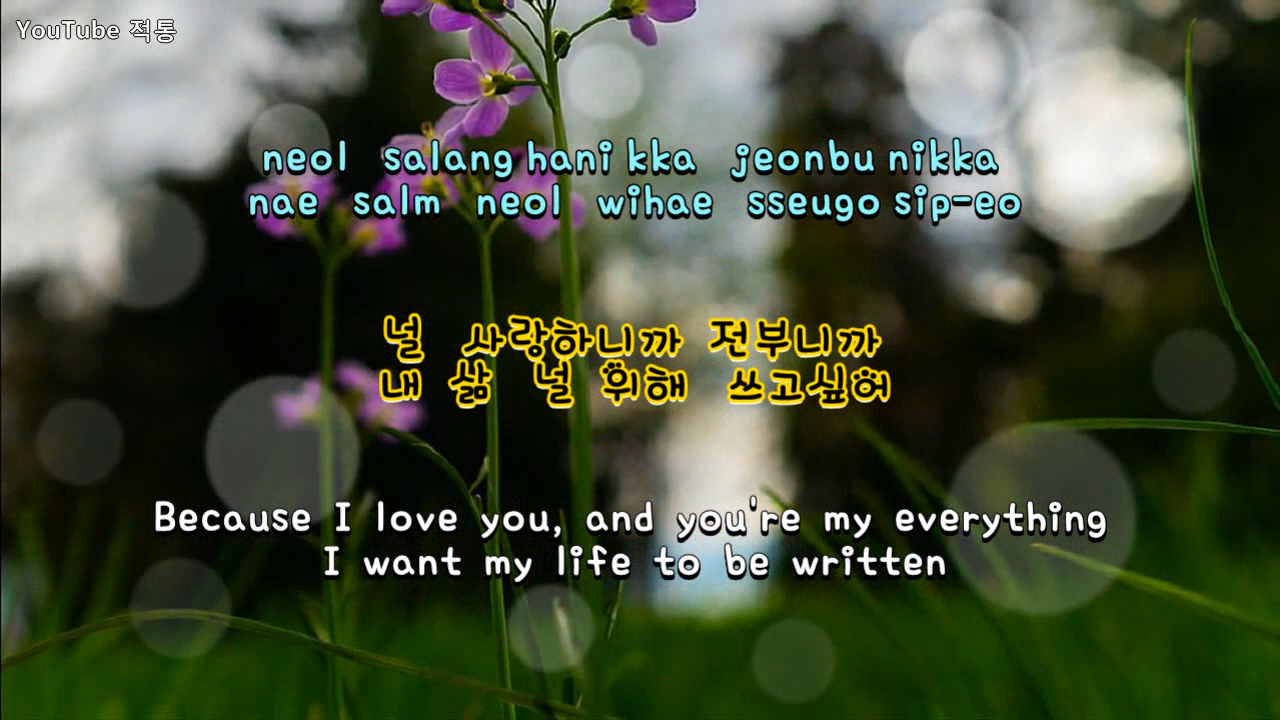 YouTube 적통
neol salang hani kka jeonbu nikka
nae salm neol wihae sseugo sip-eo
널 사랑하니까 전부니까
내 삶 널 위해 쓰고싶허
Because I love you, and you're my everything
I want my life to be written